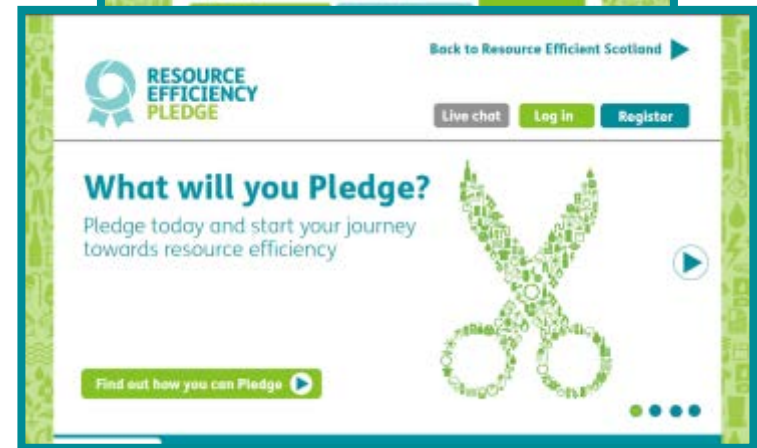 Back to Resource Efficient Scotland
RESOURCE
EFFICIENCY
PLEDGE
Live chat
Log in
Register
What will you Pledge?
Pledge today and start your journey
towards resource efficiency
Find out how you can Pledge